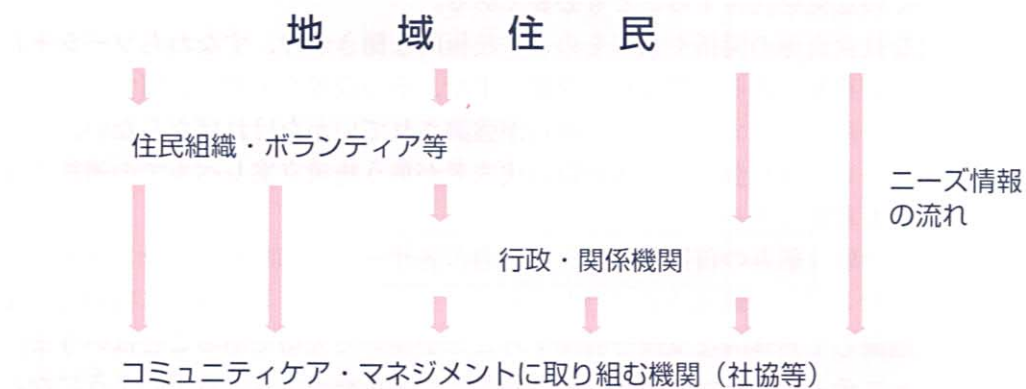 地域住民
住民組織・ボランティア等
ニーズ情報
の流れ
行政・関係機関
コミュニティケア・マネジメントに取り組む機関（社協等）